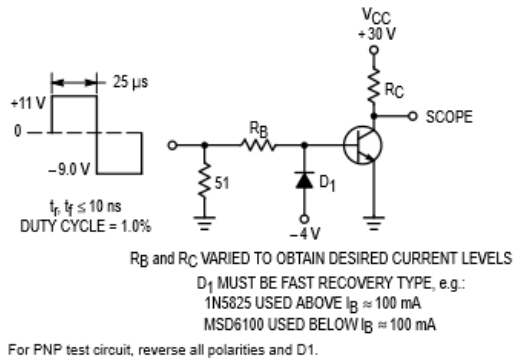 VCC
+30 V
25 μs
RC
+11 V
SCOPE
0
RB
–9.0 V
51
D1
tr, tf ≤ 10 ns
DUTY CYCLE = 1.0%
–4 V
RB and RC VARIED TO OBTAIN DESIRED CURRENT LEVELS
D1 MUST BE FAST RECOVERY TYPE, e.g.:
1N5825 USED ABOVE IB ≈ 100 mA
MSD6100 USED BELOW IB ≈ 100 mA
For PNP test circuit, reverse all polarities and D1.